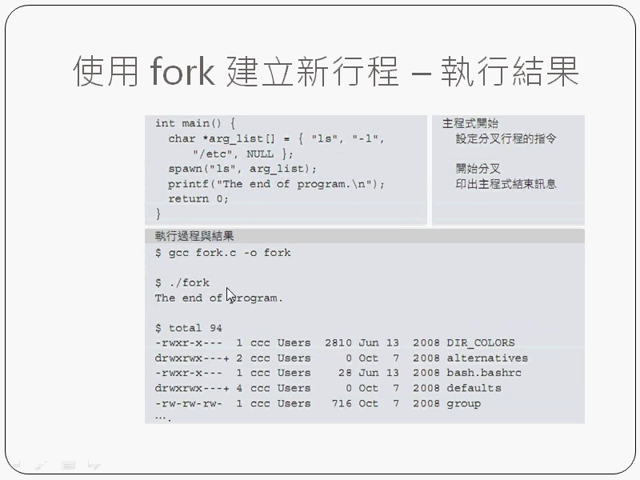 使用 fork 建立新行程 – 執行結果
int main() {
char *arg_list[] = { "ls", "-l",
"/etc", NULL };
spawn("ls", arg_list);
printf("The end of program.\n");
return 0;
}
主程式開始
設定分叉行程的指令
開始分叉
印出主程式結束訊息
執行過程與結果
$ gcc fork.c -o fork
$ ./fork
The end of program.
$ total 94
-rwxr-x--- 1 ccc Users 2810 Jun 13 2008 DIR_COLORS
drwxrwx---+ 2 ccc Users 0 Oct 7 2008 alternatives
-rwxr-x--- 1 ccc Users 28 Jun 13 2008 bash.bashrc
drwxrwx---+ 4 ccc Users 0 Oct 7 2008 defaults
-rw-rw-rw- 1 ccc Users 716 Oct 7 2008 group
….